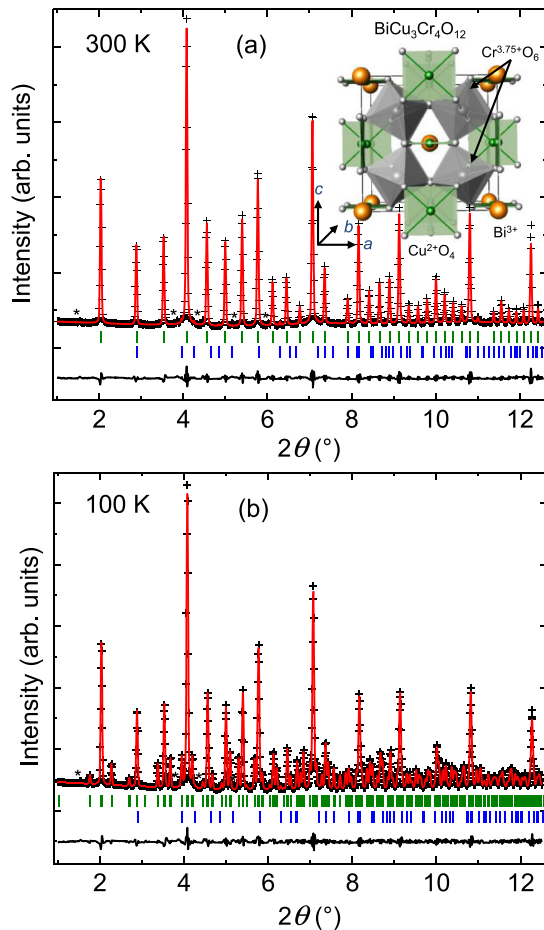 300 K
(a)
BiCu₃Cr₄O₁₂
Cr³·⁷⁵⁺O₆
c
b
a
Cu²⁺O₄
Bi³⁺
Intensity (arb. units)
* * * * *
2 4 6 8 10 12
2θ (°)
100 K
(b)
Intensity (arb. units)
* *
2 4 6 8 10 12
2θ (°)